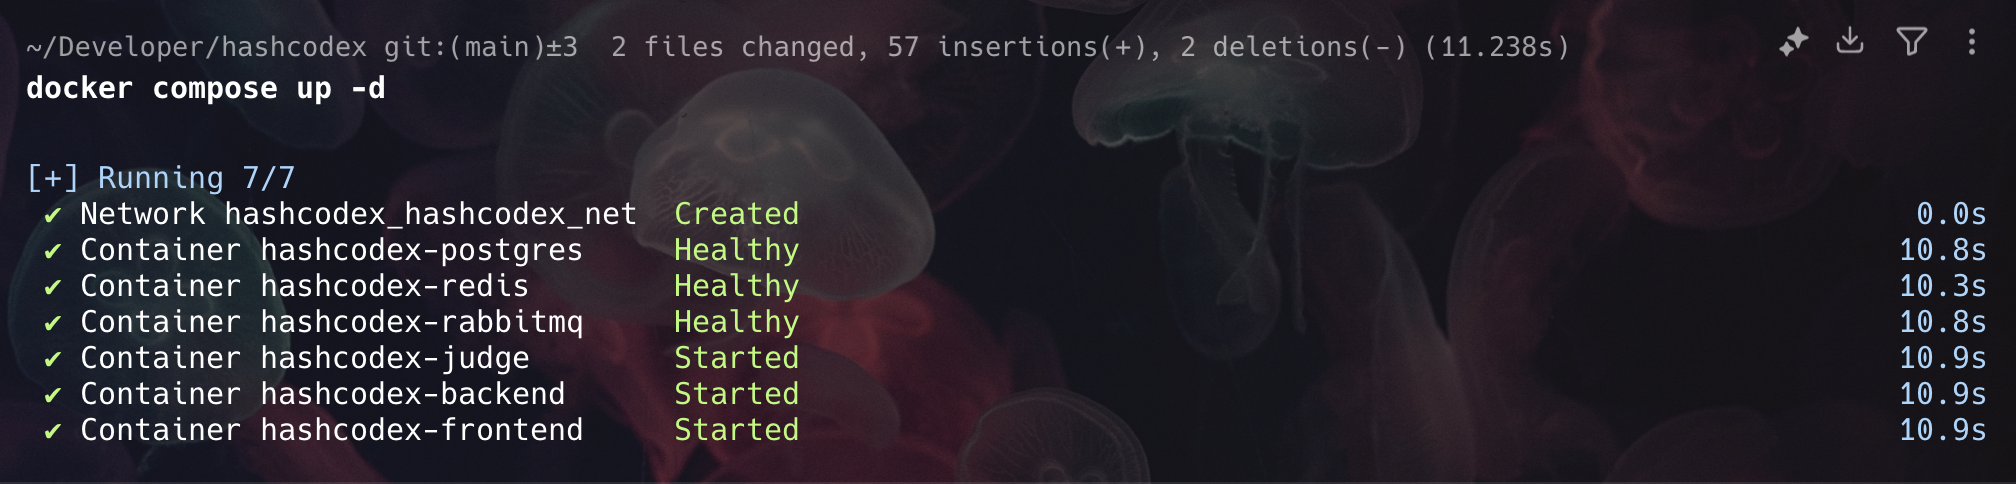 ~/Developer/hashcodex git:(main)±3  2 files changed, 57 insertions(+), 2 deletions(-) (11.238s)
docker compose up -d
[+] Running 7/7
✔ Network hashcodex_hashcodex_net  Created 0.0s
✔ Container hashcodex-postgres Healthy 10.8s
✔ Container hashcodex-redis Healthy 10.3s
✔ Container hashcodex-rabbitmq Healthy 10.8s
✔ Container hashcodex-judge Started 10.9s
✔ Container hashcodex-backend Started 10.9s
✔ Container hashcodex-frontend Started 10.9s